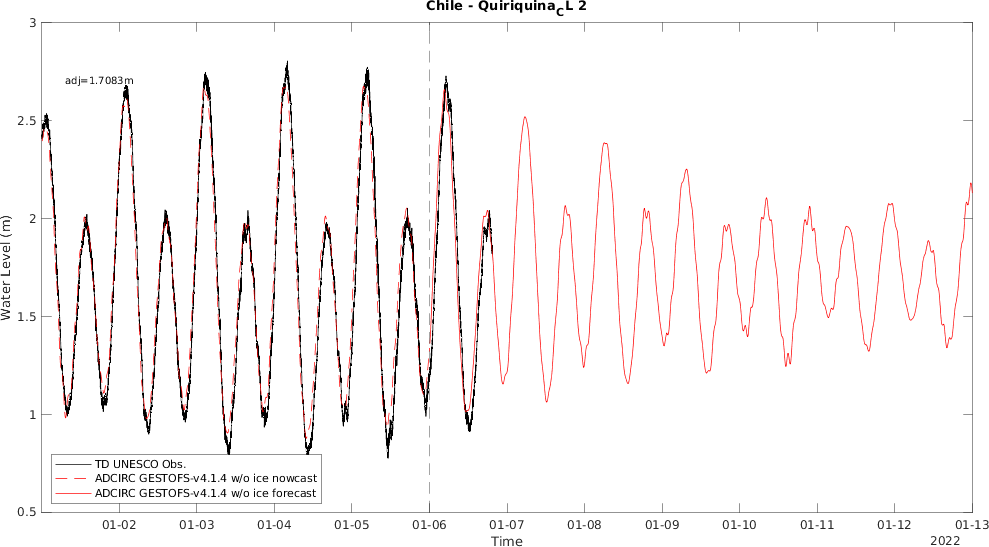 Chile - Quiriquina_CL 2
adj=1.7083m
3
2.5
2
1.5
1
0.5
Water Level (m)
TD UNESCO Obs.
ADCIRC GESTOFS-v4.1.4 w/o ice nowcast
ADCIRC GESTOFS-v4.1.4 w/o ice forecast
01-02 01-03 01-04 01-05 01-06 01-07 01-08 01-09 01-10 01-11 01-12 01-13
Time
2022